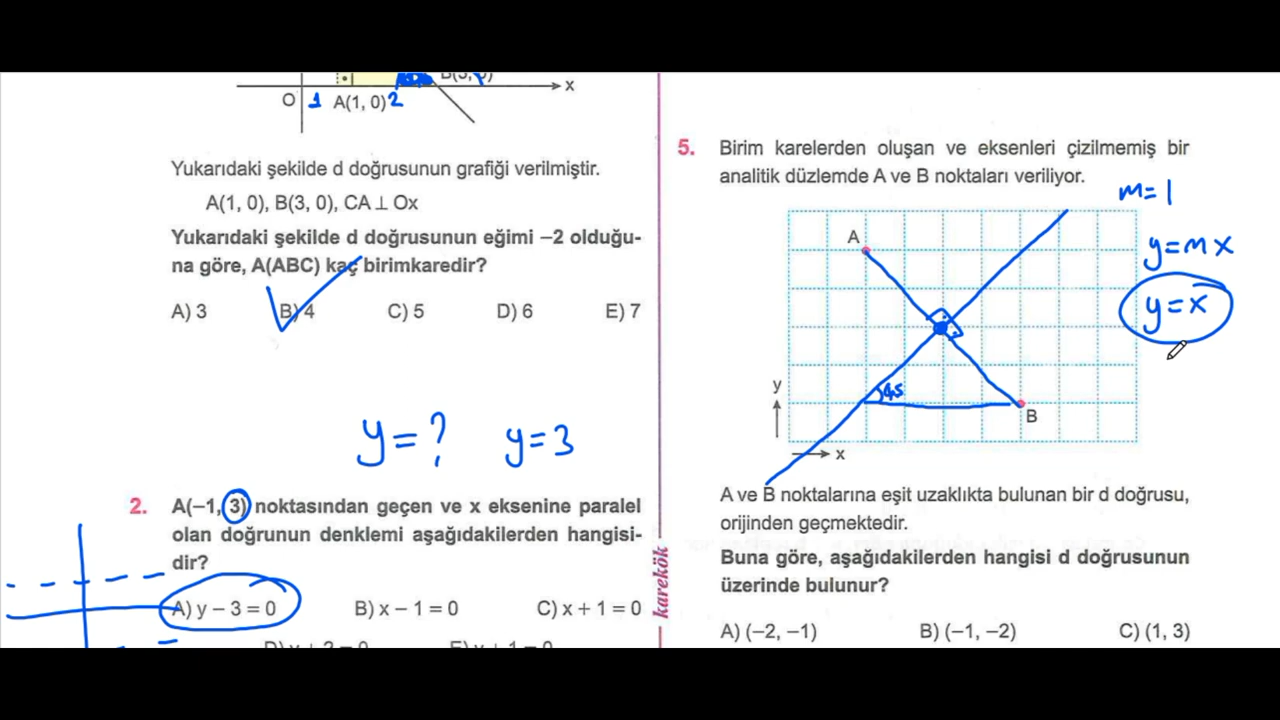 B(3, 0)
x
O 1 A(1, 0) 2
Yukarıdaki şekilde d doğrusunun grafiği verilmiştir.
A(1, 0), B(3, 0), CA ⊥ Ox
Yukarıdaki şekilde d doğrusunun eğimi –2 olduğu-
na göre, A(ABC) kaç birimkaredir?
A) 3 B) 4 C) 5 D) 6 E) 7
y = ? y = 3
2. A(–1, 3) noktasından geçen ve x eksenine paralel
olan doğrunun denklemi aşağıdakilerden hangisi-
dir?
A) y – 3 = 0 B) x – 1 = 0 C) x + 1 = 0
karekök
5. Birim karelerden oluşan ve eksenleri çizilmemiş bir
analitik düzlemde A ve B noktaları veriliyor.
m = 1
A
y = m x
y = x
y
45
B
x
A ve B noktalarına eşit uzaklıkta bulunan bir d doğrusu,
orijinden geçmektedir.
Buna göre, aşağıdakilerden hangisi d doğrusunun
üzerinde bulunur?
A) (–2, –1) B) (–1, –2) C) (1, 3)